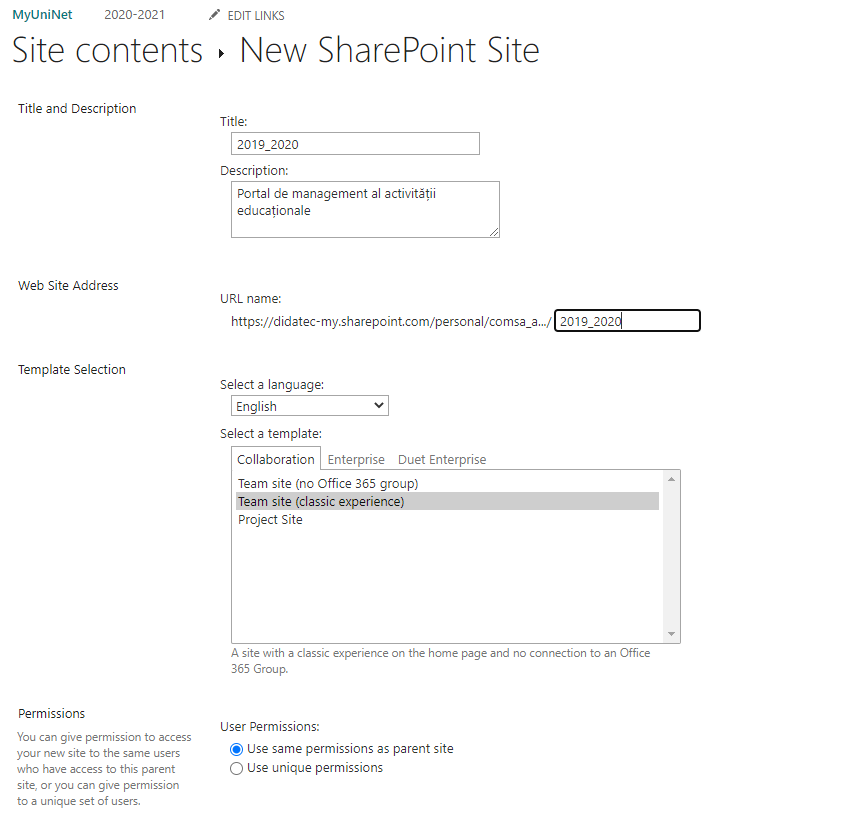 MyUniNet 2020-2021 EDIT LINKS
Site contents ▸ New SharePoint Site
Title and Description
Title:
2019_2020
Description:
Portal de management al activității
educaționale
Web Site Address
URL name:
https://didatec-my.sharepoint.com/personal/comsa_a.../ 2019_2020
Template Selection
Select a language:
English
Select a template:
Collaboration Enterprise Duet Enterprise
Team site (no Office 365 group)
Team site (classic experience)
Project Site
A site with a classic experience on the home page and no connection to an Office
365 Group.
Permissions
You can give permission to access
your new site to the same users
who have access to this parent
site, or you can give permission
to a unique set of users.
User Permissions:
Use same permissions as parent site
Use unique permissions